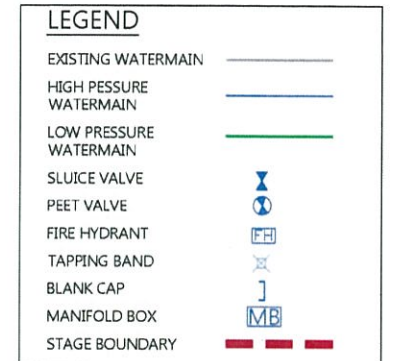 LEGEND
EXISTING WATERMAIN
HIGH PESSURE
WATERMAIN
LOW PRESSURE
WATERMAIN
SLUICE VALVE
PEET VALVE
FIRE HYDRANT FH
TAPPING BAND
BLANK CAP ]
MANIFOLD BOX MB
STAGE BOUNDARY